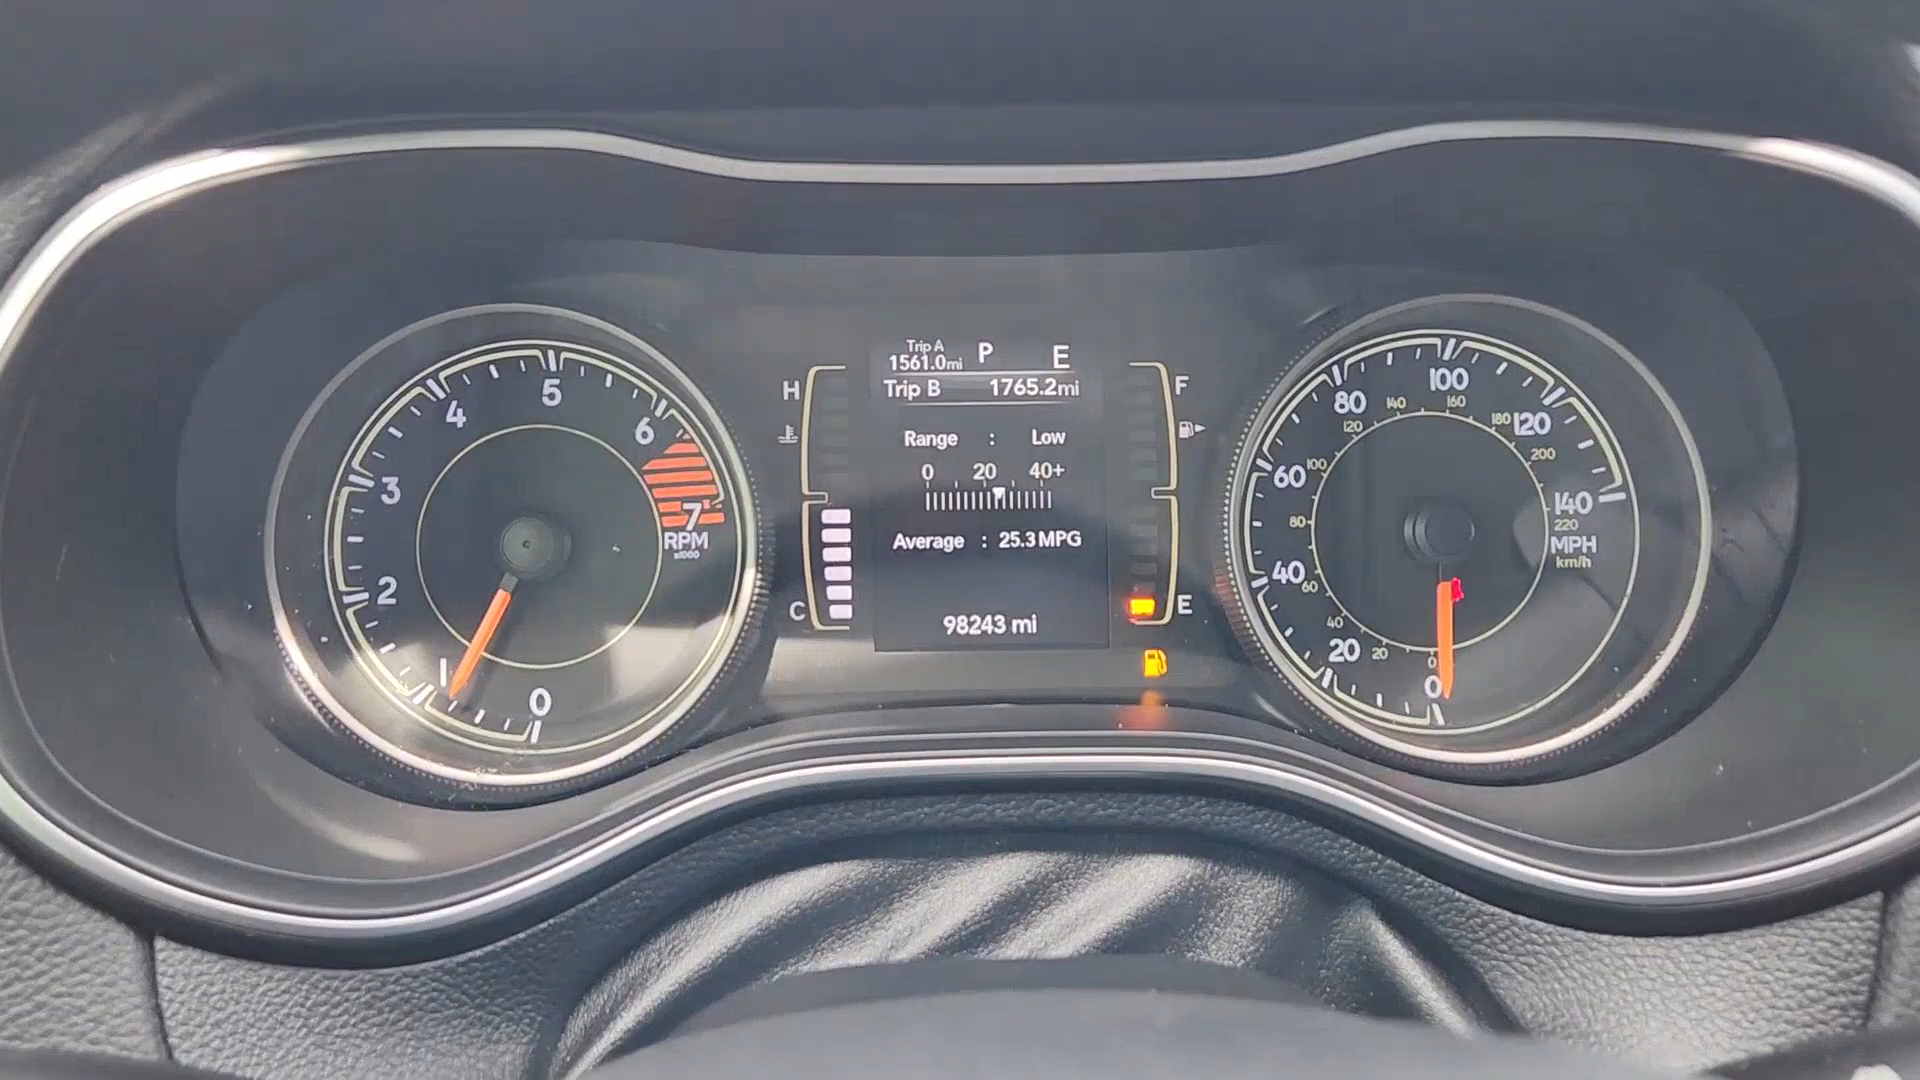 5
4
6
3
7
RPM
x1000
2
1
0
H
C
Trip A
1561.0mi
P
E
Trip B 1765.2mi
Range : Low
0 20 40+
Average : 25.3 MPG
98243 mi
F
E
100
80
120
60
140
40
MPH
km/h
20
0
140
160
180
120
200
100
220
80
60
40
20
0